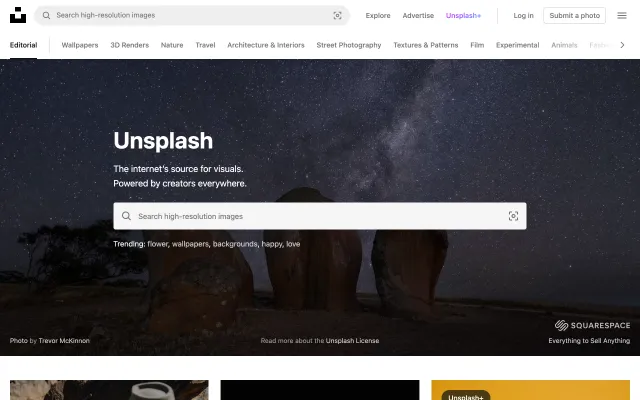 Search high-resolution images
Explore
Advertise
Unsplash+
Log in
Submit a photo
Editorial
Wallpapers
3D Renders
Nature
Travel
Architecture & Interiors
Street Photography
Textures & Patterns
Film
Experimental
Animals
Unsplash
The internet's source for visuals.
Powered by creators everywhere.
Search high-resolution images
Trending: flower, wallpapers, backgrounds, happy, love
SQUARESPACE
Photo by Trevor McKinnon
Read more about the Unsplash License
Everything to Sell Anything
Unsplash+